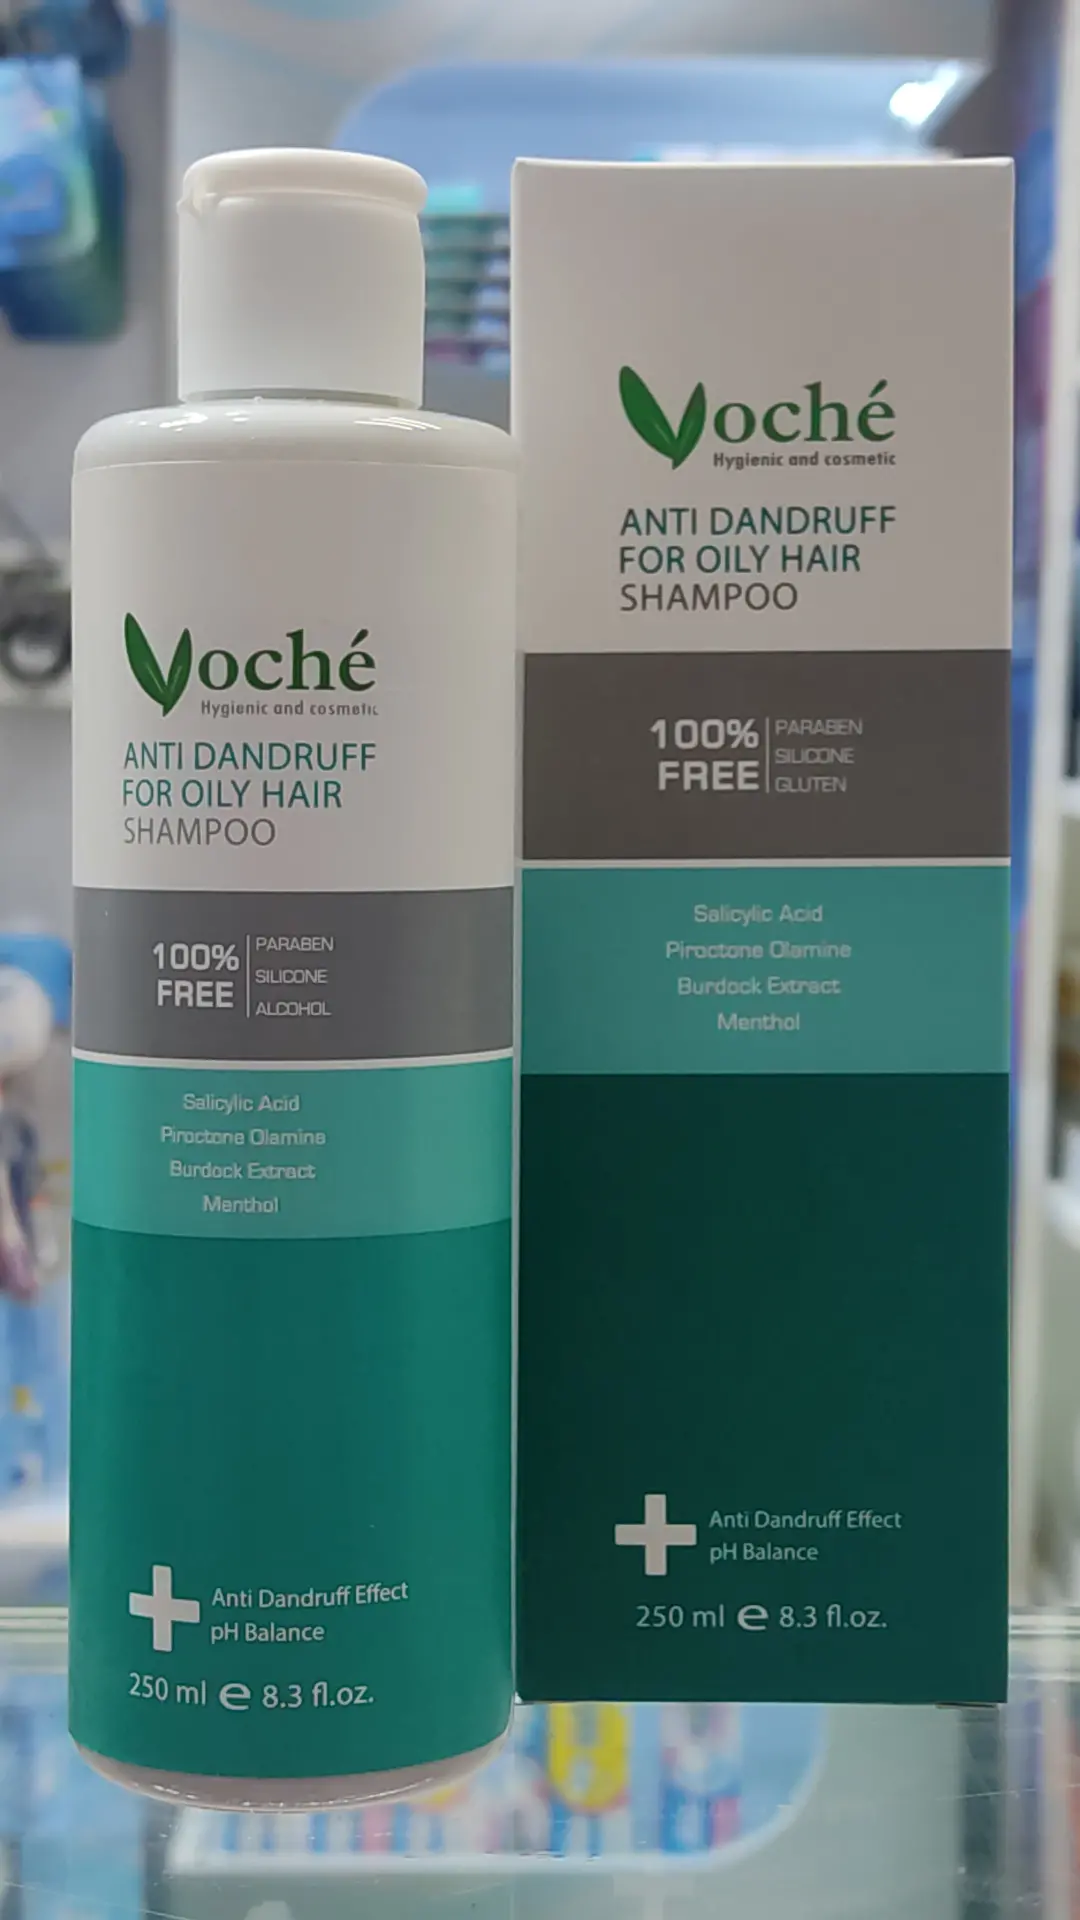 Voché
Hygienic and cosmetic
ANTI DANDRUFF
FOR OILY HAIR
SHAMPOO
100%
FREE
PARABEN
SILICONE
ALCOHOL
Salicylic Acid
Piroctone Olamine
Burdock Extract
Menthol
Anti Dandruff Effect
pH Balance
250 ml e 8.3 fl.oz.
Voché
Hygienic and cosmetic
ANTI DANDRUFF
FOR OILY HAIR
SHAMPOO
100%
FREE
PARABEN
SILICONE
GLUTEN
Salicylic Acid
Piroctone Olamine
Burdock Extract
Menthol
Anti Dandruff Effect
pH Balance
250 ml e 8.3 fl.oz.